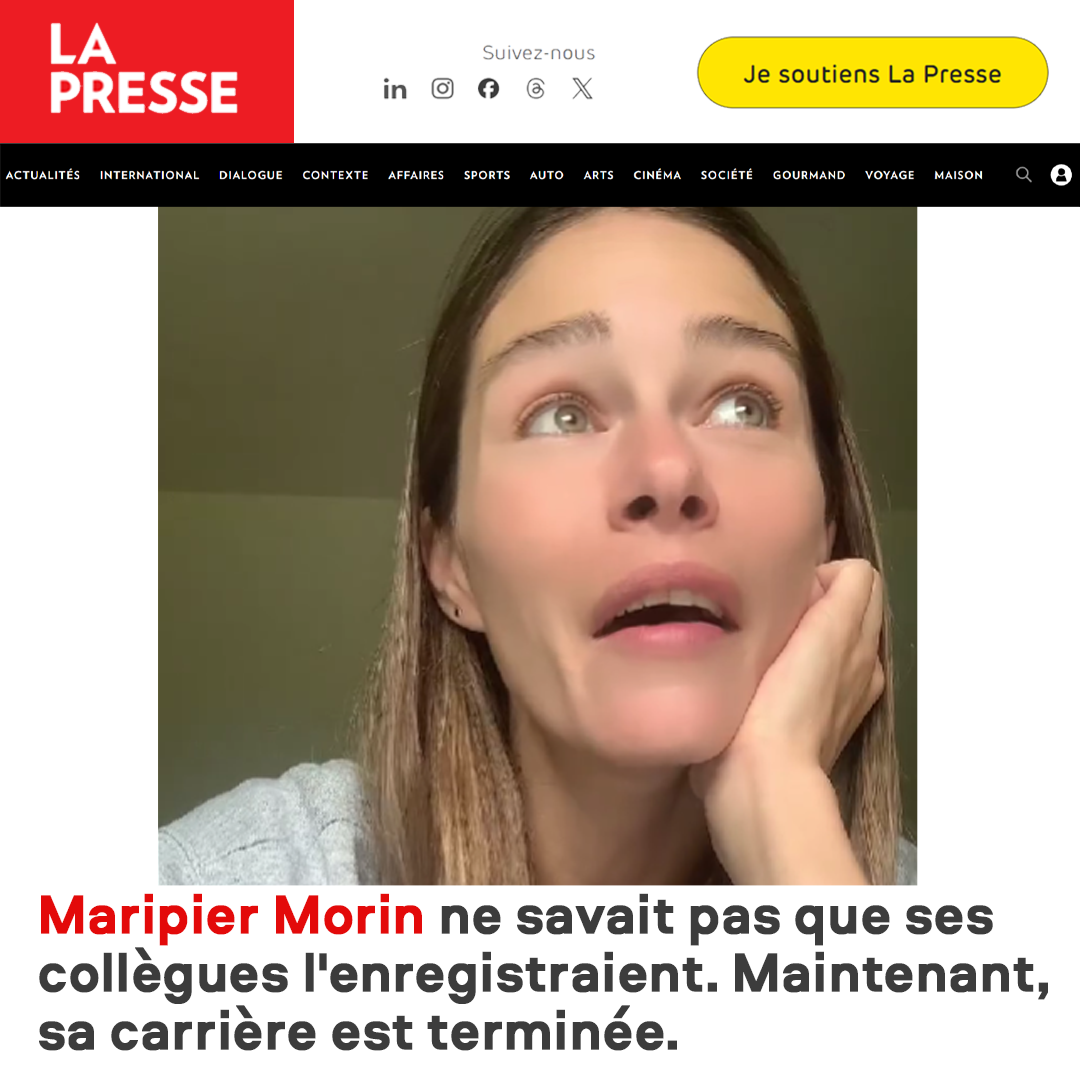 LA
PRESSE
Suivez-nous
Je soutiens La Presse
ACTUALITÉS INTERNATIONAL DIALOGUE CONTEXTE AFFAIRES SPORTS AUTO ARTS CINÉMA SOCIÉTÉ GOURMAND VOYAGE MAISON
Maripier Morin ne savait pas que ses
collègues l'enregistraient. Maintenant,
sa carrière est terminée.